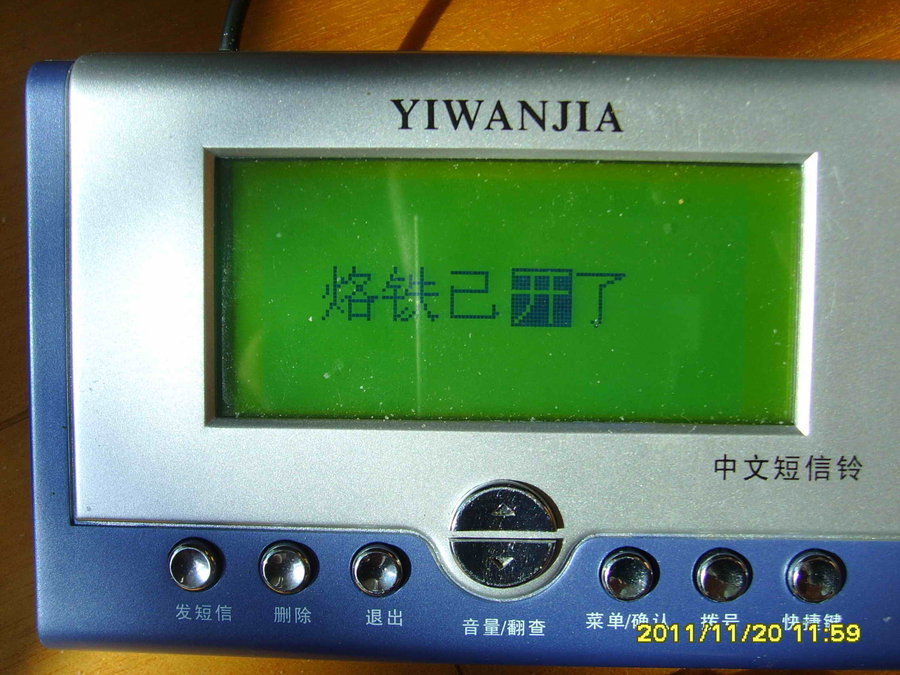 YIWANJIA
烙铁已开了
中文短信铃
发短信 删除 退出 音量/翻查 菜单/确认 拨号 快捷键
2011/11/20 11:59